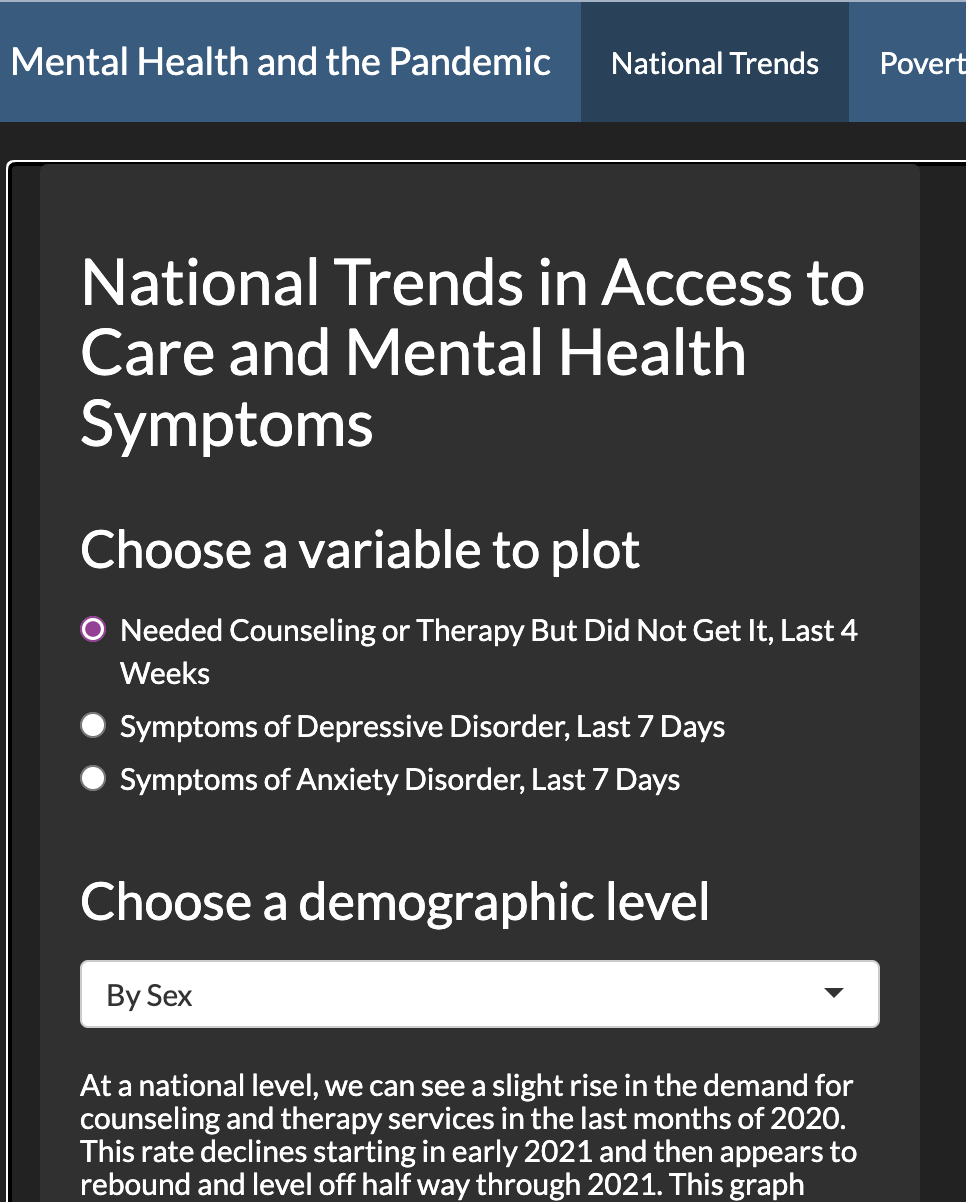 Mental Health and the Pandemic
National Trends
Povert
National Trends in Access to
Care and Mental Health
Symptoms
Choose a variable to plot
Needed Counseling or Therapy But Did Not Get It, Last 4
Weeks
Symptoms of Depressive Disorder, Last 7 Days
Symptoms of Anxiety Disorder, Last 7 Days
Choose a demographic level
By Sex
At a national level, we can see a slight rise in the demand for
counseling and therapy services in the last months of 2020.
This rate declines starting in early 2021 and then appears to
rebound and level off half way through 2021. This graph